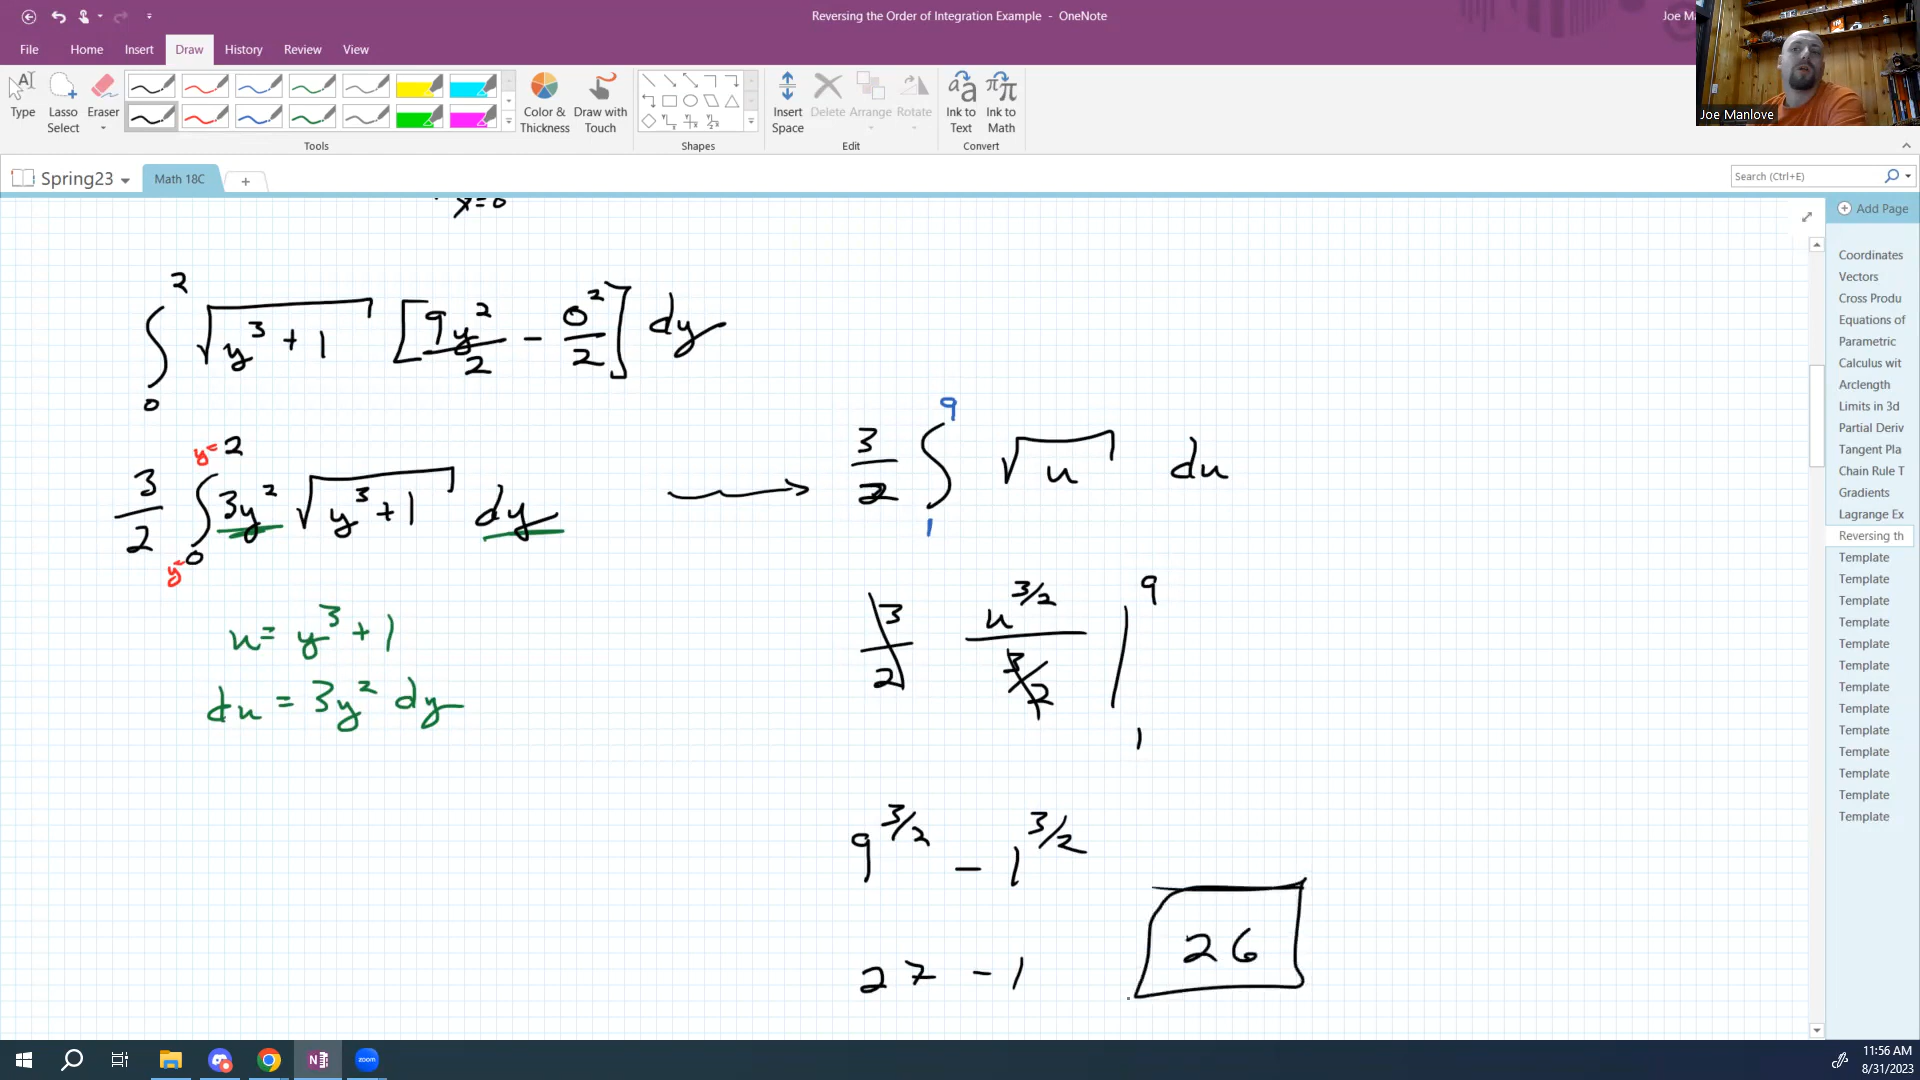 Reversing the Order of Integration Example - OneNote
Joe Ma
File Home Insert Draw History Review View
Type
Lasso Select
Eraser
Color & Thickness
Draw with Touch
Insert Space
Delete
Arrange
Rotate
Ink to Text
Ink to Math
Tools
Shapes
Edit
Convert
Joe Manlove
Spring23
Math 18C
+
Search (Ctrl+E)
Add Page
Coordinates
Vectors
Cross Produ
Equations of
Parametric
Calculus wit
Arclength
Limits in 3d
Partial Deriv
Tangent Pla
Chain Rule T
Gradients
Lagrange Ex
Reversing th
Template
Template
Template
Template
Template
Template
Template
Template
Template
Template
Template
Template
Template
x=0
∫₀² √(y³+1) [9y²/2 − 0²/2] dy
3/2 ∫_{y=0}^{y=2} 3y² √(y³+1) dy
u = y³+1
du = 3y² dy
3/2 ∫₁⁹ √u du
3/2 u^{3/2}/(3/2) |₁⁹
9^{3/2} − 1^{3/2}
27 − 1
26
zoom
11:56 AM
8/31/2023